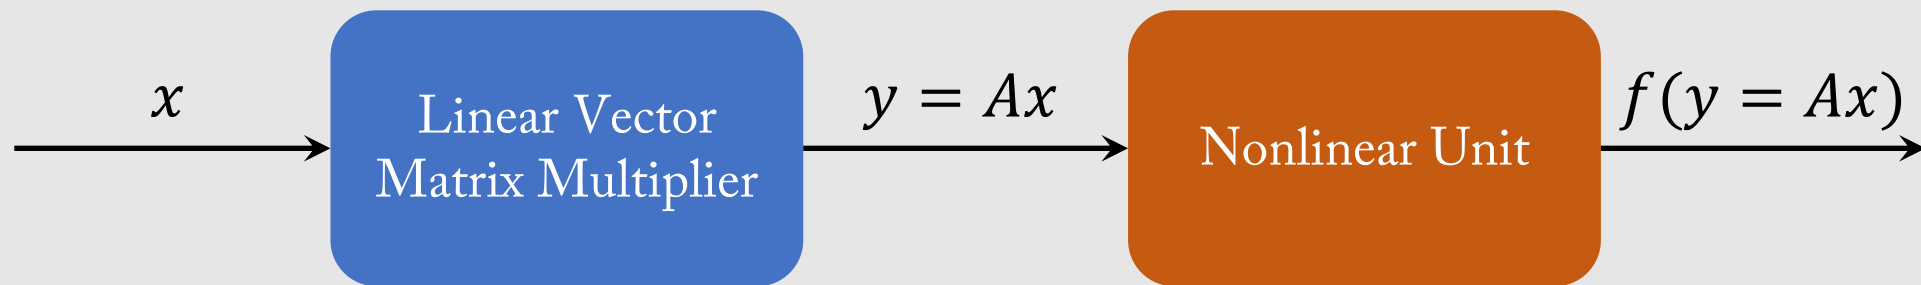 x
Linear Vector
Matrix Multiplier
y = Ax
Nonlinear Unit
f(y = Ax)